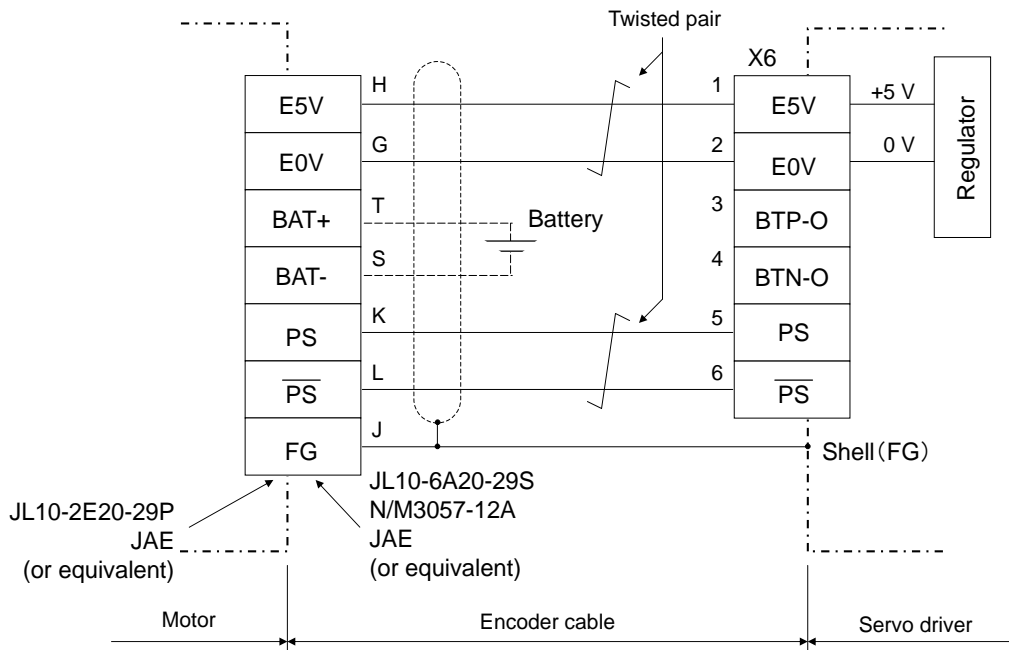 Twisted pair
X6
H
1
E5V
E5V
+5 V
Regulator
G
2
E0V
E0V
0 V
T
3
BAT+
Battery
BTP-O
S
4
BAT-
BTN-O
K
5
PS
PS
L
6
PS
PS
J
FG
Shell（FG）
JL10-2E20-29P
JAE
(or equivalent)
JL10-6A20-29S
N/M3057-12A
JAE
(or equivalent)
Motor
Encoder cable
Servo driver